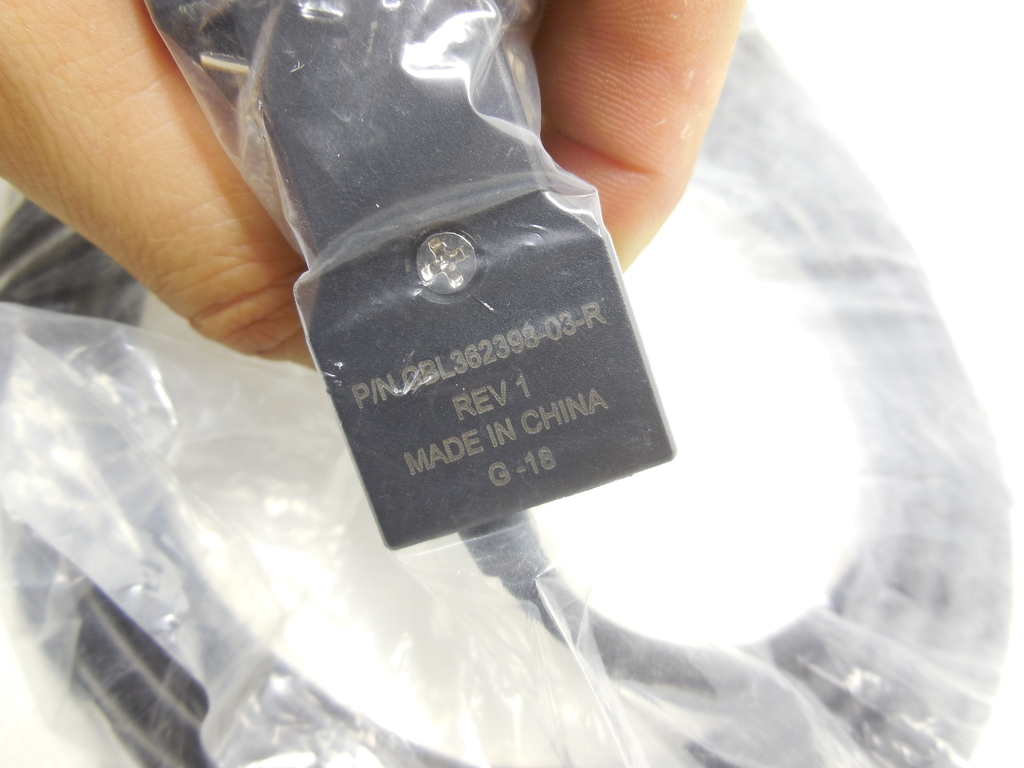 P/N CBL362398-03-R
REV 1
MADE IN CHINA
G -18